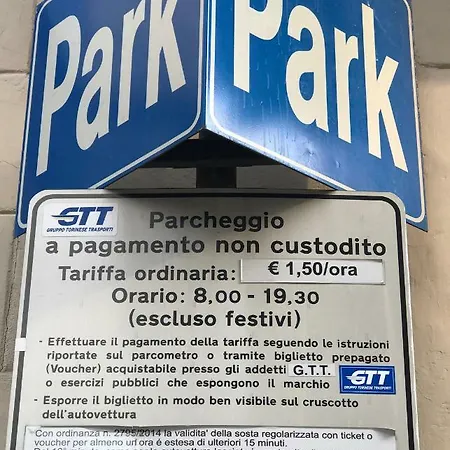 Park
Park
GTT
GRUPPO TORINESE TRASPORTI
Parcheggio
a pagamento non custodito
Tariffa ordinaria: € 1,50/ora
Orario: 8,00 - 19,30
(escluso festivi)
- Effettuare il pagamento della tariffa seguendo le istruzioni
riportate sul parcometro o tramite biglietto prepagato
(Voucher) acquistabile presso gli addetti G.T.T.
o esercizi pubblici che espongono il marchio GTT
GRUPPO TORINESE TRASPORTI
- Esporre il biglietto in modo ben visibile sul cruscotto
dell'autovettura
Con ordinanza n. 2795/2014 la validita' della sosta regolarizzata con ticket o
voucher per almeno un'ora è estesa di ulteriori 15 minuti.